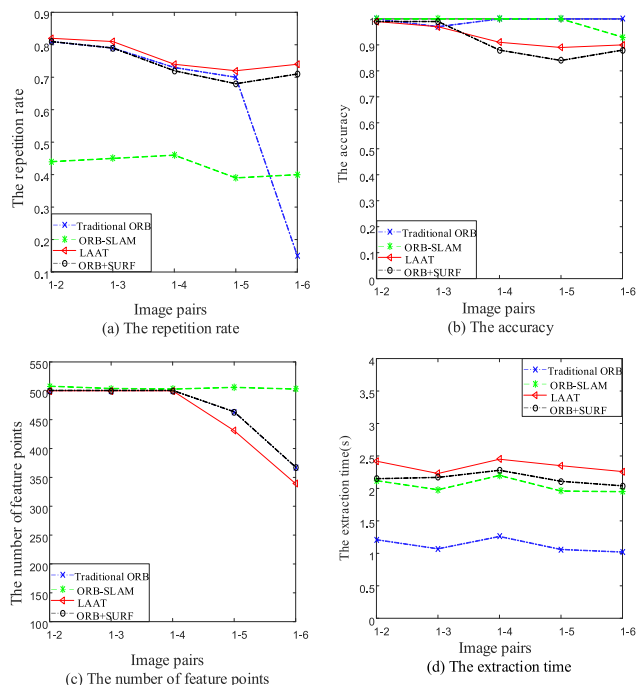 0.9
0.8
0.7
0.6
0.5
0.4
0.3
0.2
0.1
The repetition rate
Traditional ORB
ORB-SLAM
LAAT
ORB+SURF
1-2 1-3 1-4 1-5 1-6
Image pairs
(a) The repetition rate
0.9
0.8
0.7
0.6
0.5
0.4
0.3
0.2
0.1
0
The accuracy
Traditional ORB
ORB-SLAM
LAAT
ORB+SURF
1-2 1-3 1-4 1-5 1-6
Image pairs
(b) The accuracy
550
500
450
400
350
300
250
200
150
100
The number of feature points
Traditional ORB
ORB-SLAM
LAAT
ORB+SURF
1-2 1-3 1-4 1-5 1-6
Image pairs
(c) The number of feature points
4
3.5
3
2.5
2
1.5
1
0.5
0
The extraction time(s)
Traditional ORB
ORB-SLAM
LAAT
ORB+SURF
1-2 1-3 1-4 1-5 1-6
Image pairs
(d) The extraction time